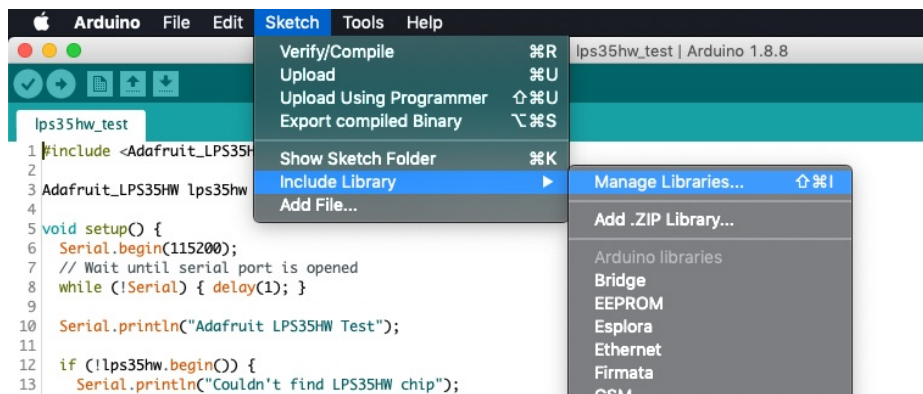 Arduino File Edit Sketch Tools Help
lps35hw_test | Arduino 1.8.8
Verify/Compile ⌘R
Upload ⌘U
Upload Using Programmer ⇧⌘U
Export compiled Binary ⌥⌘S
Show Sketch Folder ⌘K
Include Library ▶
Add File...
Manage Libraries... ⇧⌘I
Add .ZIP Library...
Arduino libraries
Bridge
EEPROM
Esplora
Ethernet
Firmata
lps35hw_test
1 #include <Adafruit_LPS35H
2
3 Adafruit_LPS35HW lps35hw
4
5 void setup() {
6 Serial.begin(115200);
7 // Wait until serial port is opened
8 while (!Serial) { delay(1); }
9
10 Serial.println("Adafruit LPS35HW Test");
11
12 if (!lps35hw.begin()) {
13 Serial.println("Couldn't find LPS35HW chip");